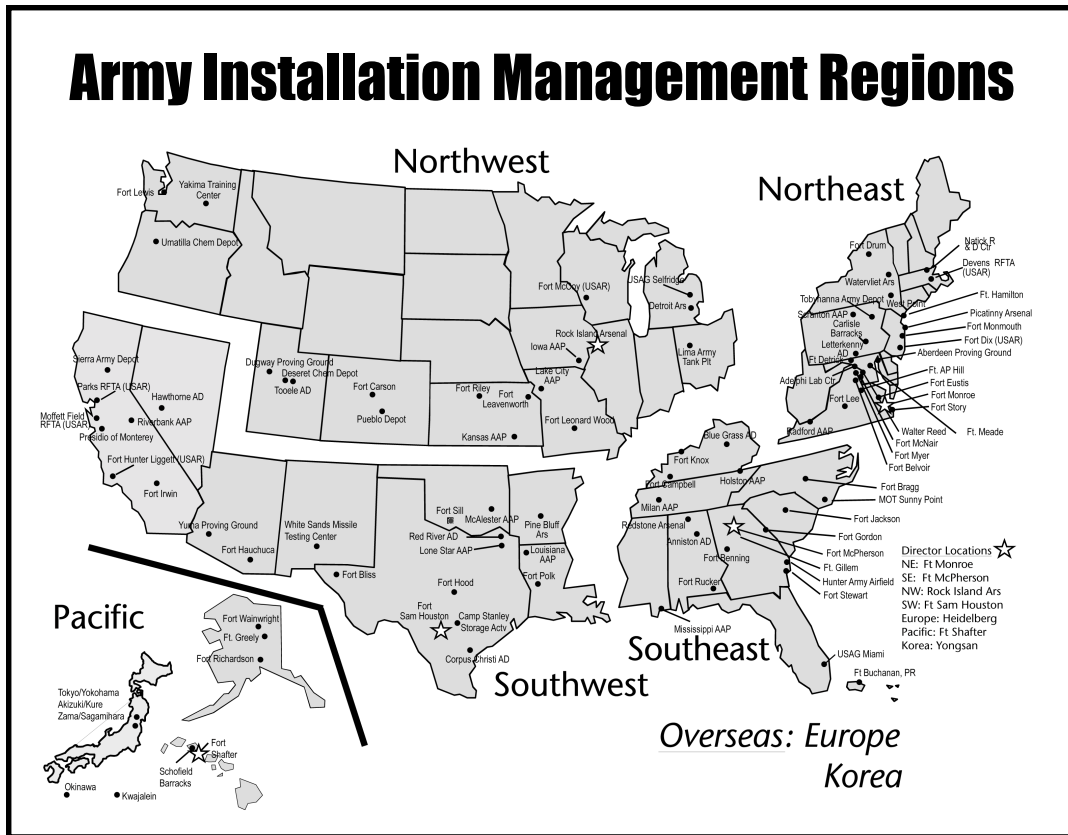 Army Installation Management Regions
Northwest
Northeast
Fort Lewis
Yakima Training
Center
Umatilla Chem Depot
Fort McCoy (USAR)
USAG Selfridge
Detroit Ars
Rock Island Arsenal
Iowa AAP
Lima Army
Tank Plt
Dugway Proving Ground
Deseret Chem Depot
Tooele AD
Fort Carson
Pueblo Depot
Fort Riley
Fort
Leavenworth
Lake City
AAP
Kansas AAP
Fort Leonard Wood
Fort Drum
Watervliet Ars
Natick R
& D Ctr
Devens RFTA
(USAR)
West Point
Tobyhanna Army Depot
Scranton AAP
Carlisle
Barracks
Letterkenny
AD
Ft Detrick
Adelphi Lab Ctr
Fort Lee
Radford AAP
Ft. Hamilton
Picatinny Arsenal
Fort Monmouth
Fort Dix (USAR)
Aberdeen Proving Ground
Ft. AP Hill
Fort Eustis
Fort Monroe
Fort Story
Ft. Meade
Walter Reed
Fort McNair
Fort Myer
Fort Belvoir
Sierra Army Depot
Parks RFTA (USAR)
Hawthorne AD
Moffett Field
RFTA (USAR)
Riverbank AAP
Presidio of Monterey
Fort Hunter Liggett (USAR)
Fort Irwin
Yuma Proving Ground
Fort Hauchuca
White Sands Missile
Testing Center
Fort Bliss
Fort Sill
McAlester AAP
Red River AD
Lone Star AAP
Pine Bluff
Ars
Louisiana
AAP
Fort Polk
Fort Hood
Fort
Sam Houston
Camp Stanley
Storage Actv
Corpus Christi AD
Southwest
Blue Grass AD
Fort Knox
Fort Campbell
Holston AAP
Milan AAP
Redstone Arsenal
Anniston AD
Fort Benning
Fort Rucker
Mississippi AAP
Fort Bragg
MOT Sunny Point
Fort Jackson
Fort Gordon
Fort McPherson
Ft. Gillem
Hunter Army Airfield
Fort Stewart
USAG Miami
Ft Buchanan, PR
Southeast
Director Locations
NE: Ft Monroe
SE: Ft McPherson
NW: Rock Island Ars
SW: Ft Sam Houston
Europe: Heidelberg
Pacific: Ft Shafter
Korea: Yongsan
Pacific
Fort Wainwright
Ft. Greely
Fort Richardson
Tokyo/Yokohama
Akizuki/Kure
Zama/Sagamihara
Fort
Shafter
Schofield
Barracks
Okinawa
Kwajalein
Overseas: Europe
Korea